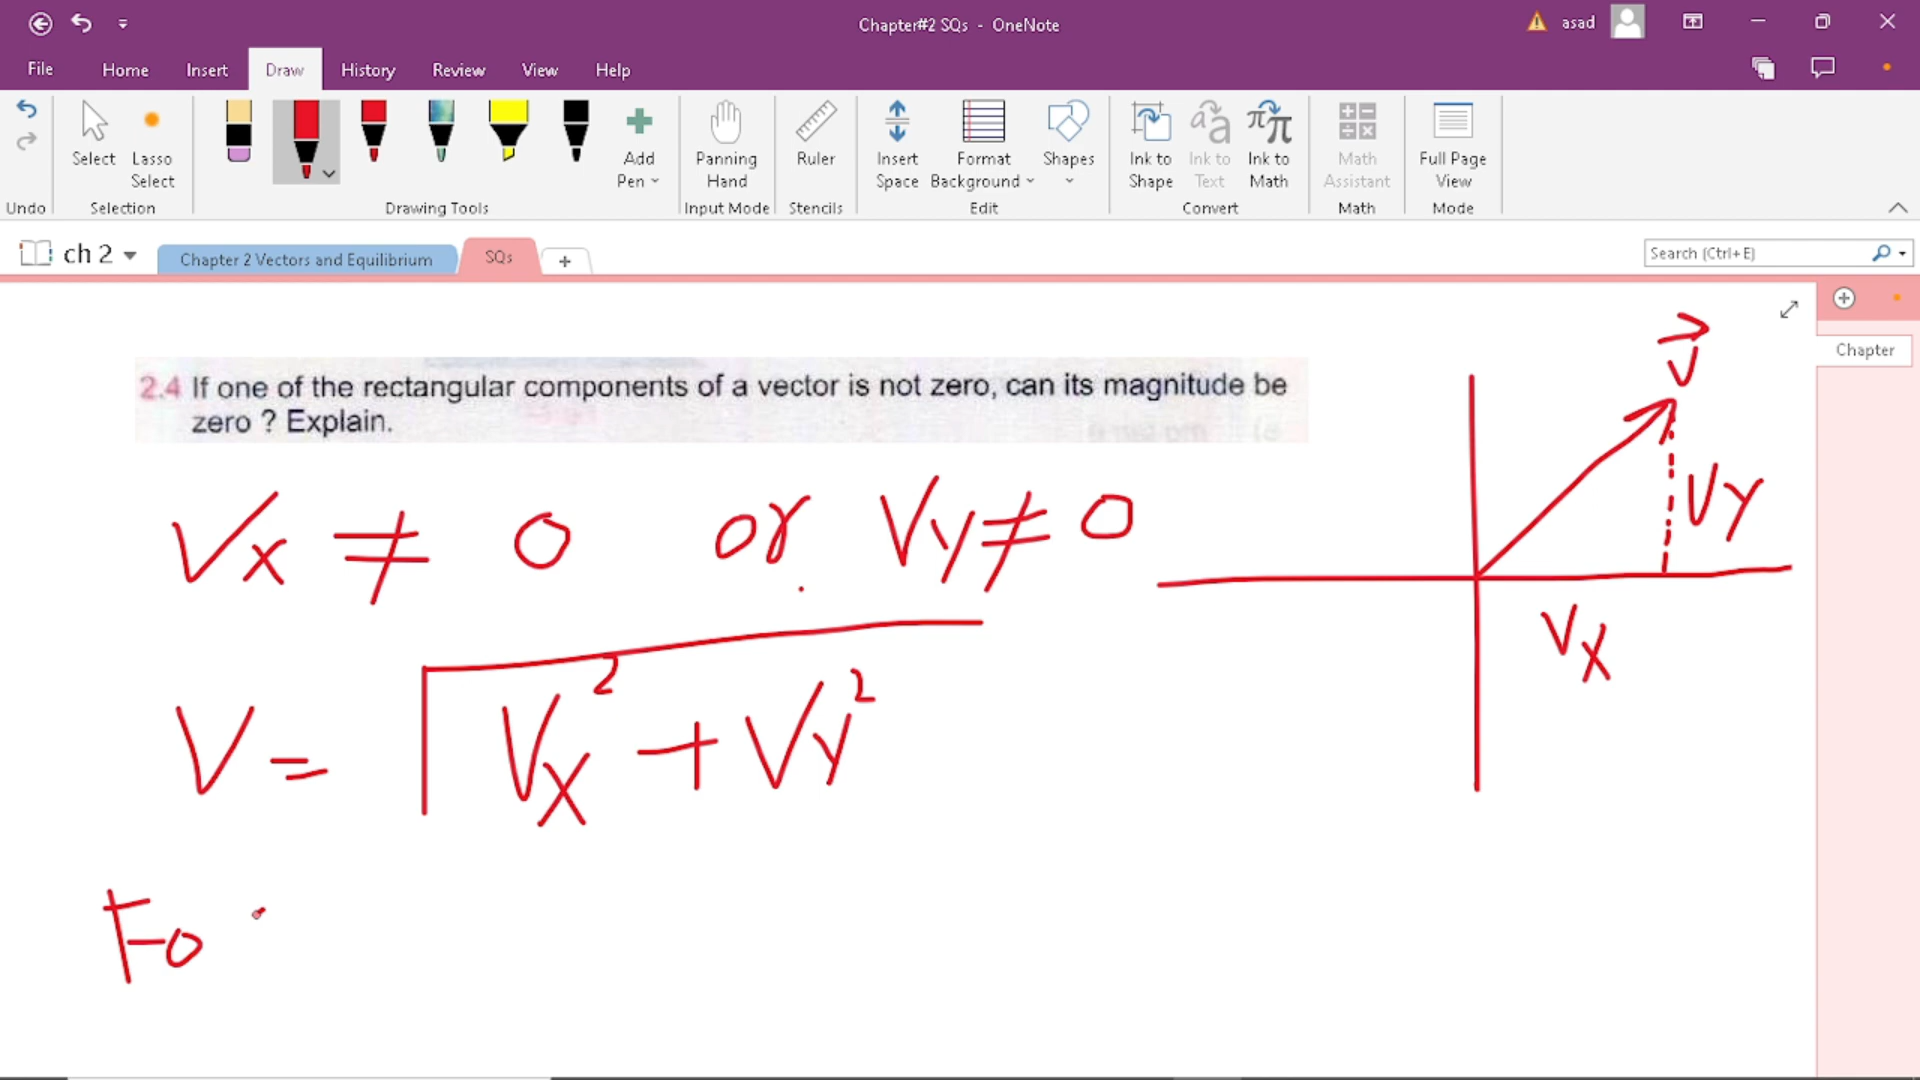 Chapter#2 SQs - OneNote
asad
File Home Insert Draw History Review View Help
Select
Lasso Select
Add Pen
Panning Hand
Ruler
Insert Space
Format Background
Shapes
Ink to Shape
Ink to Text
Ink to Math
Math Assistant
Full Page View
Undo Selection Drawing Tools Input Mode Stencils Edit Convert Math Mode
ch 2
Chapter 2 Vectors and Equilibrium
SQs
Search (Ctrl+E)
Chapter
2.4 If one of the rectangular components of a vector is not zero, can its magnitude be
zero ? Explain.
Vx ≠ 0 or Vy ≠ 0
V = √Vx² + Vy²
Fo
V⃗
Vy
Vx